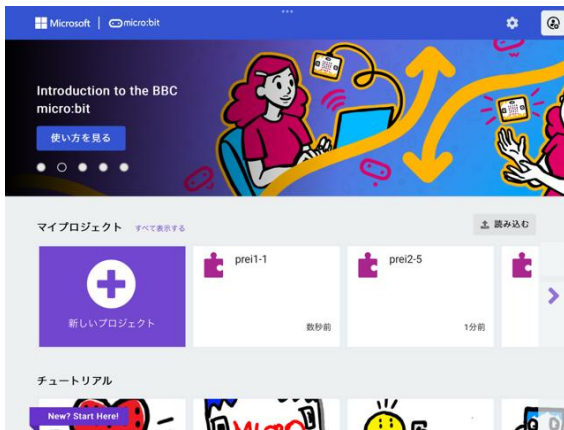 Microsoft | micro:bit
Introduction to the BBC
micro:bit
使い方を見る
マイプロジェクト すべて表示する
読み込む
prei1-1
prei2-5
新しいプロジェクト
数秒前
1分前
チュートリアル
New? Start Here!